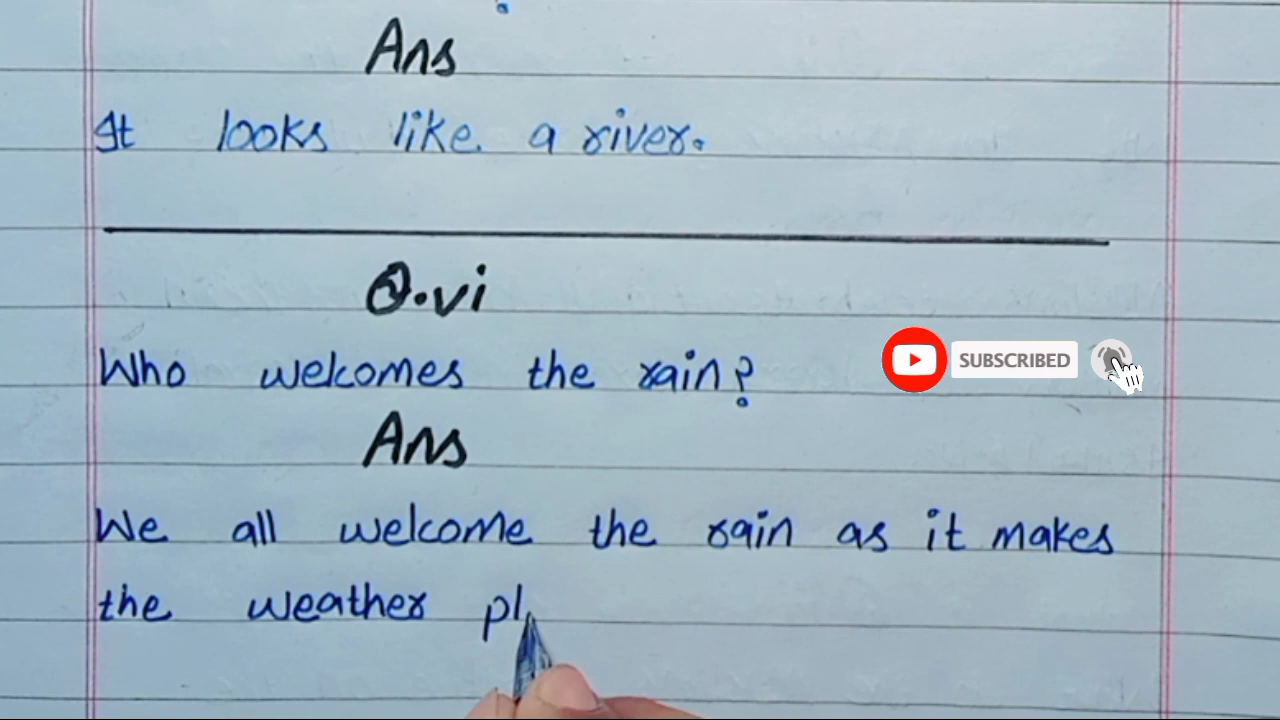 Ans
It looks like a river.
Q.vi
Who welcomes the rain?
SUBSCRIBED
Ans
We all welcome the rain as it makes
the weather pl